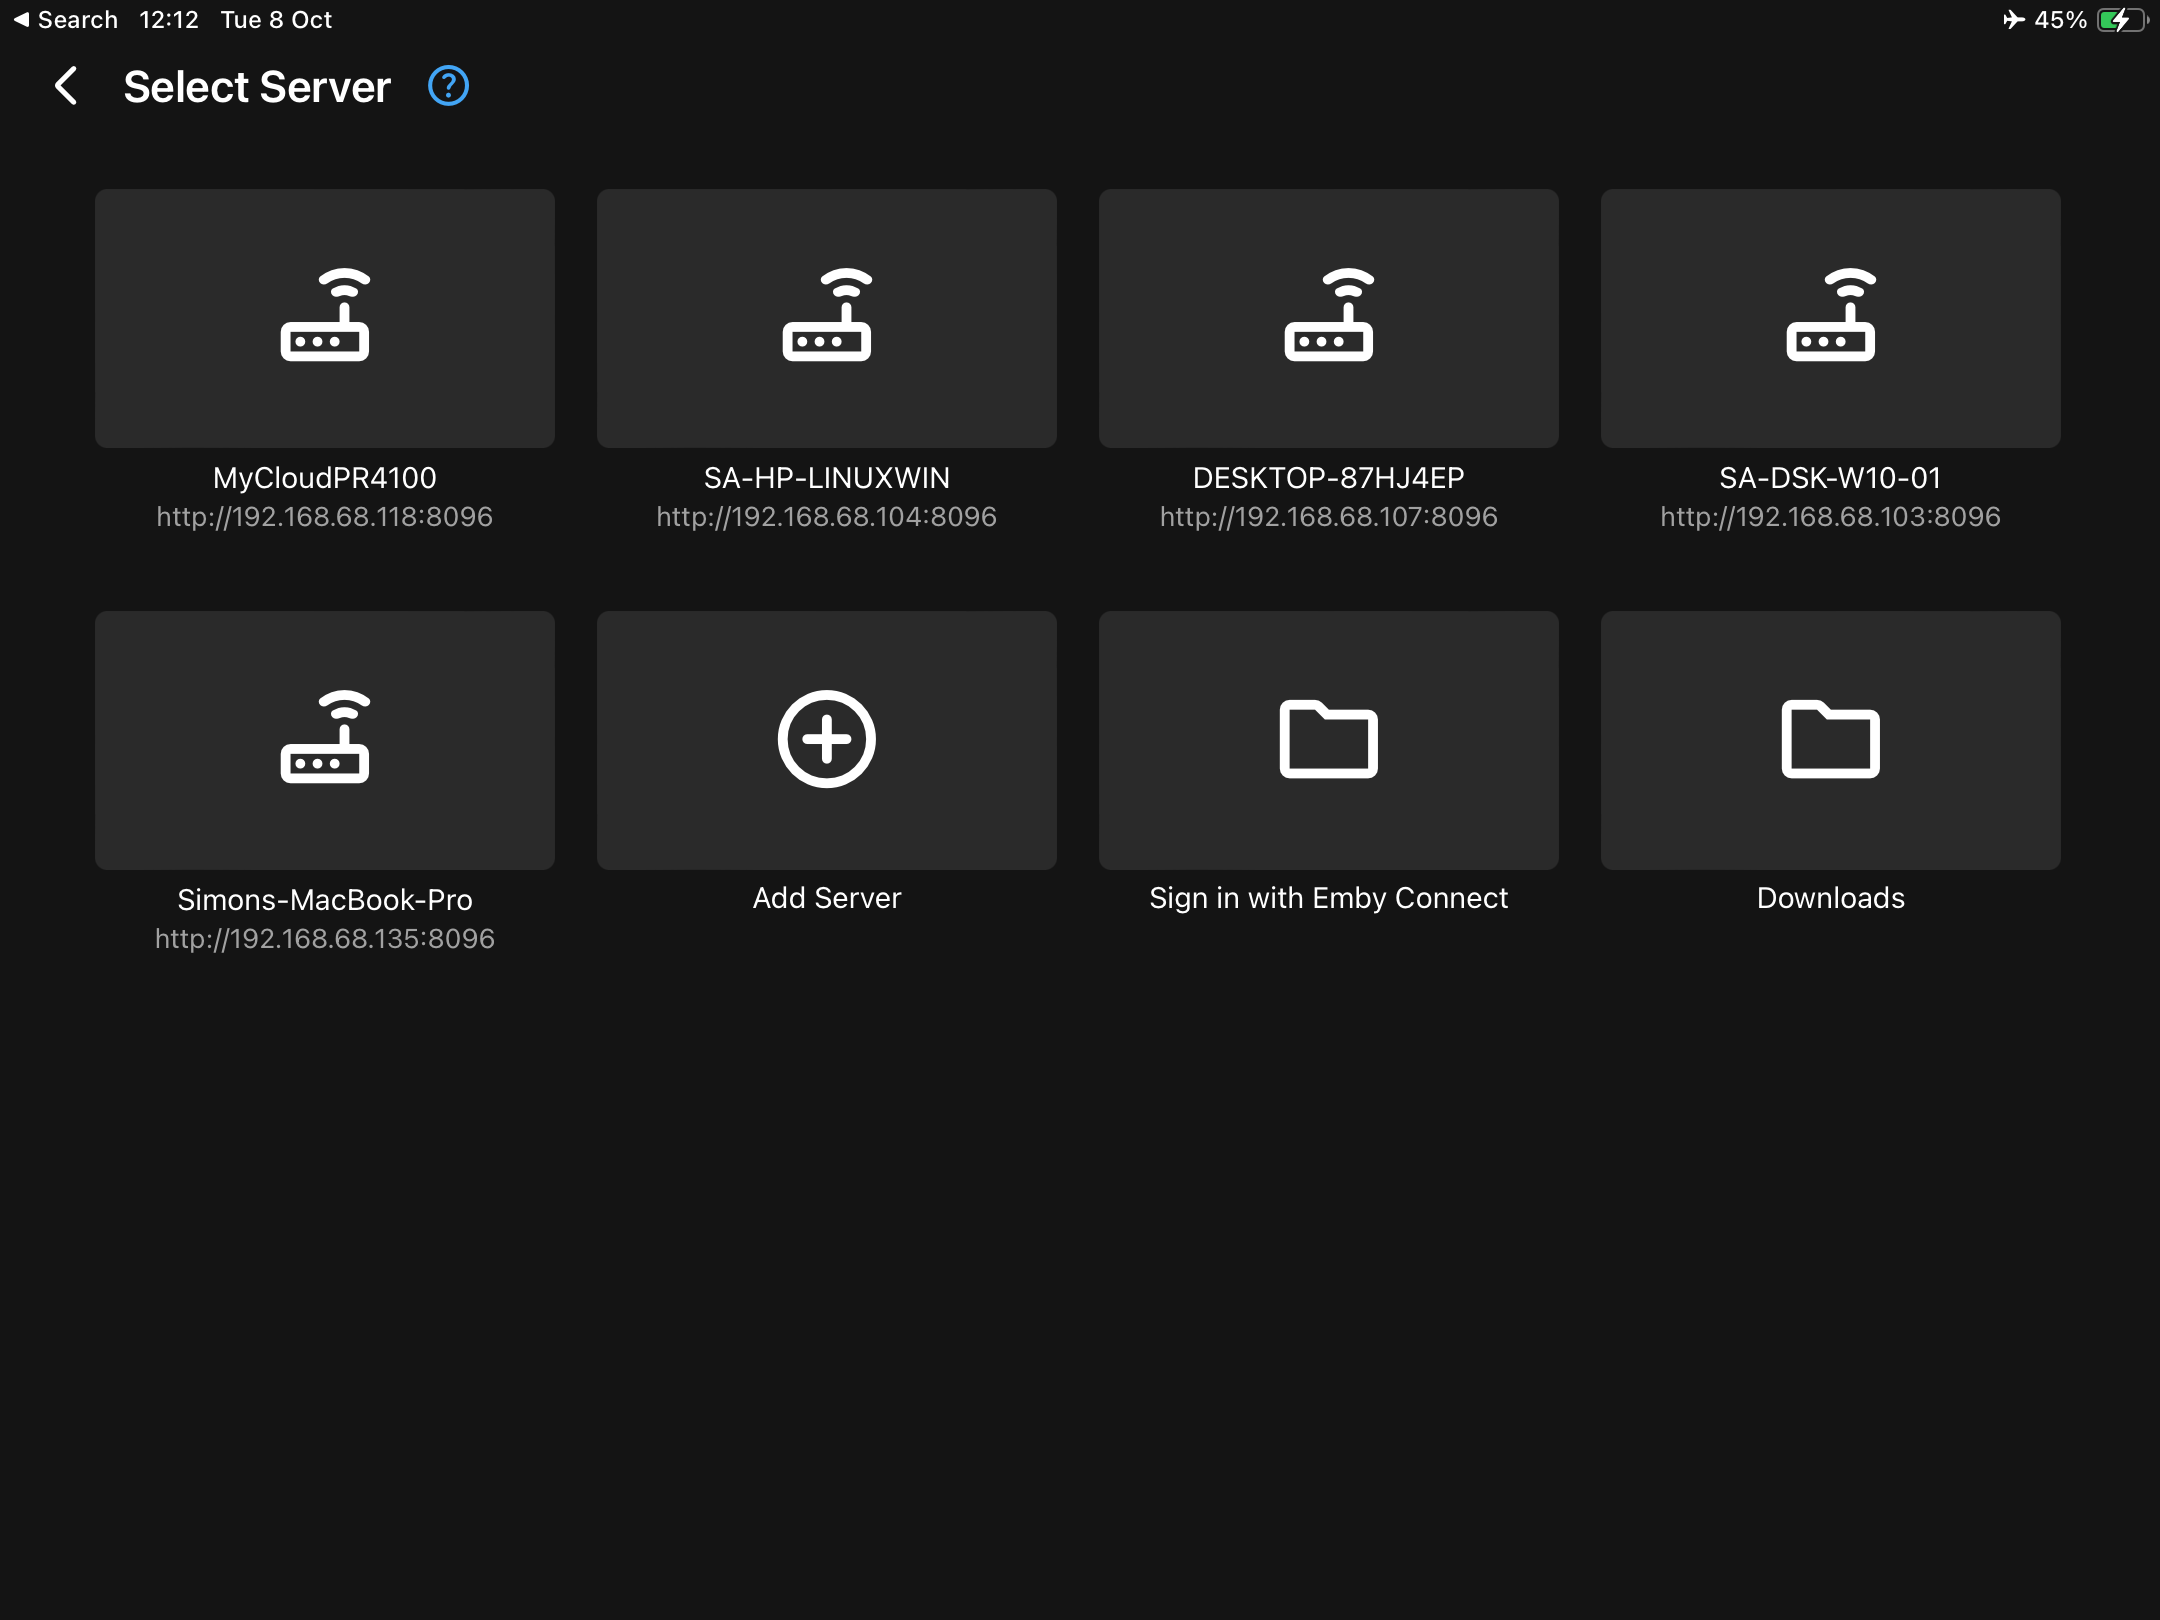 Search 12:12 Tue 8 Oct 45%
Select Server ?
MyCloudPR4100 SA-HP-LINUXWIN DESKTOP-87HJ4EP SA-DSK-W10-01
http://192.168.68.118:8096 http://192.168.68.104:8096 http://192.168.68.107:8096 http://192.168.68.103:8096
Simons-MacBook-Pro Add Server Sign in with Emby Connect Downloads
http://192.168.68.135:8096